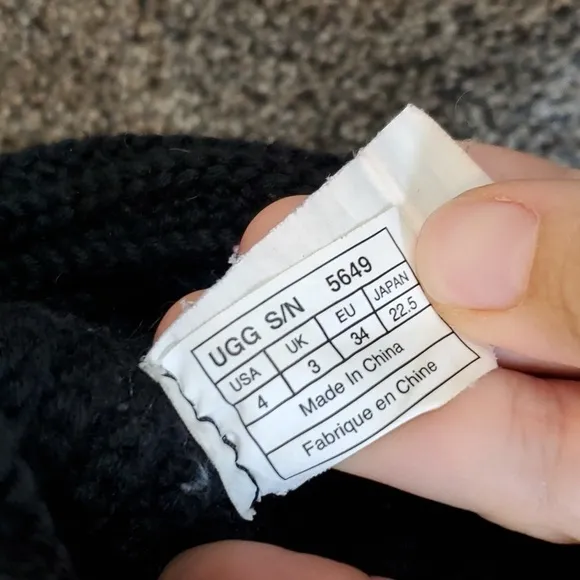 UGG S/N 5649
USA UK EU JAPAN
4 3 34 22.5
Made In China
Fabrique en Chine